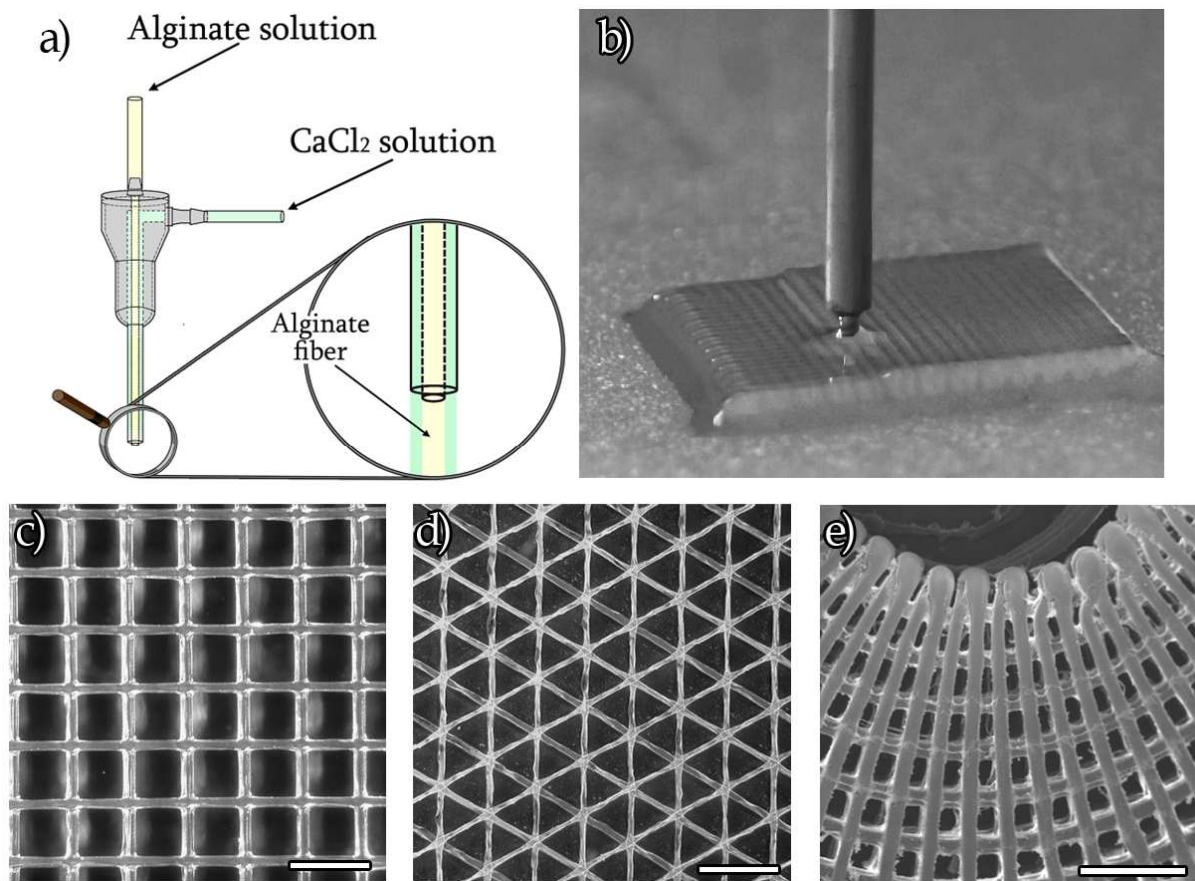 a)
Alginate solution
CaCl2 solution
Alginate
fiber
b)
c)
d)
e)